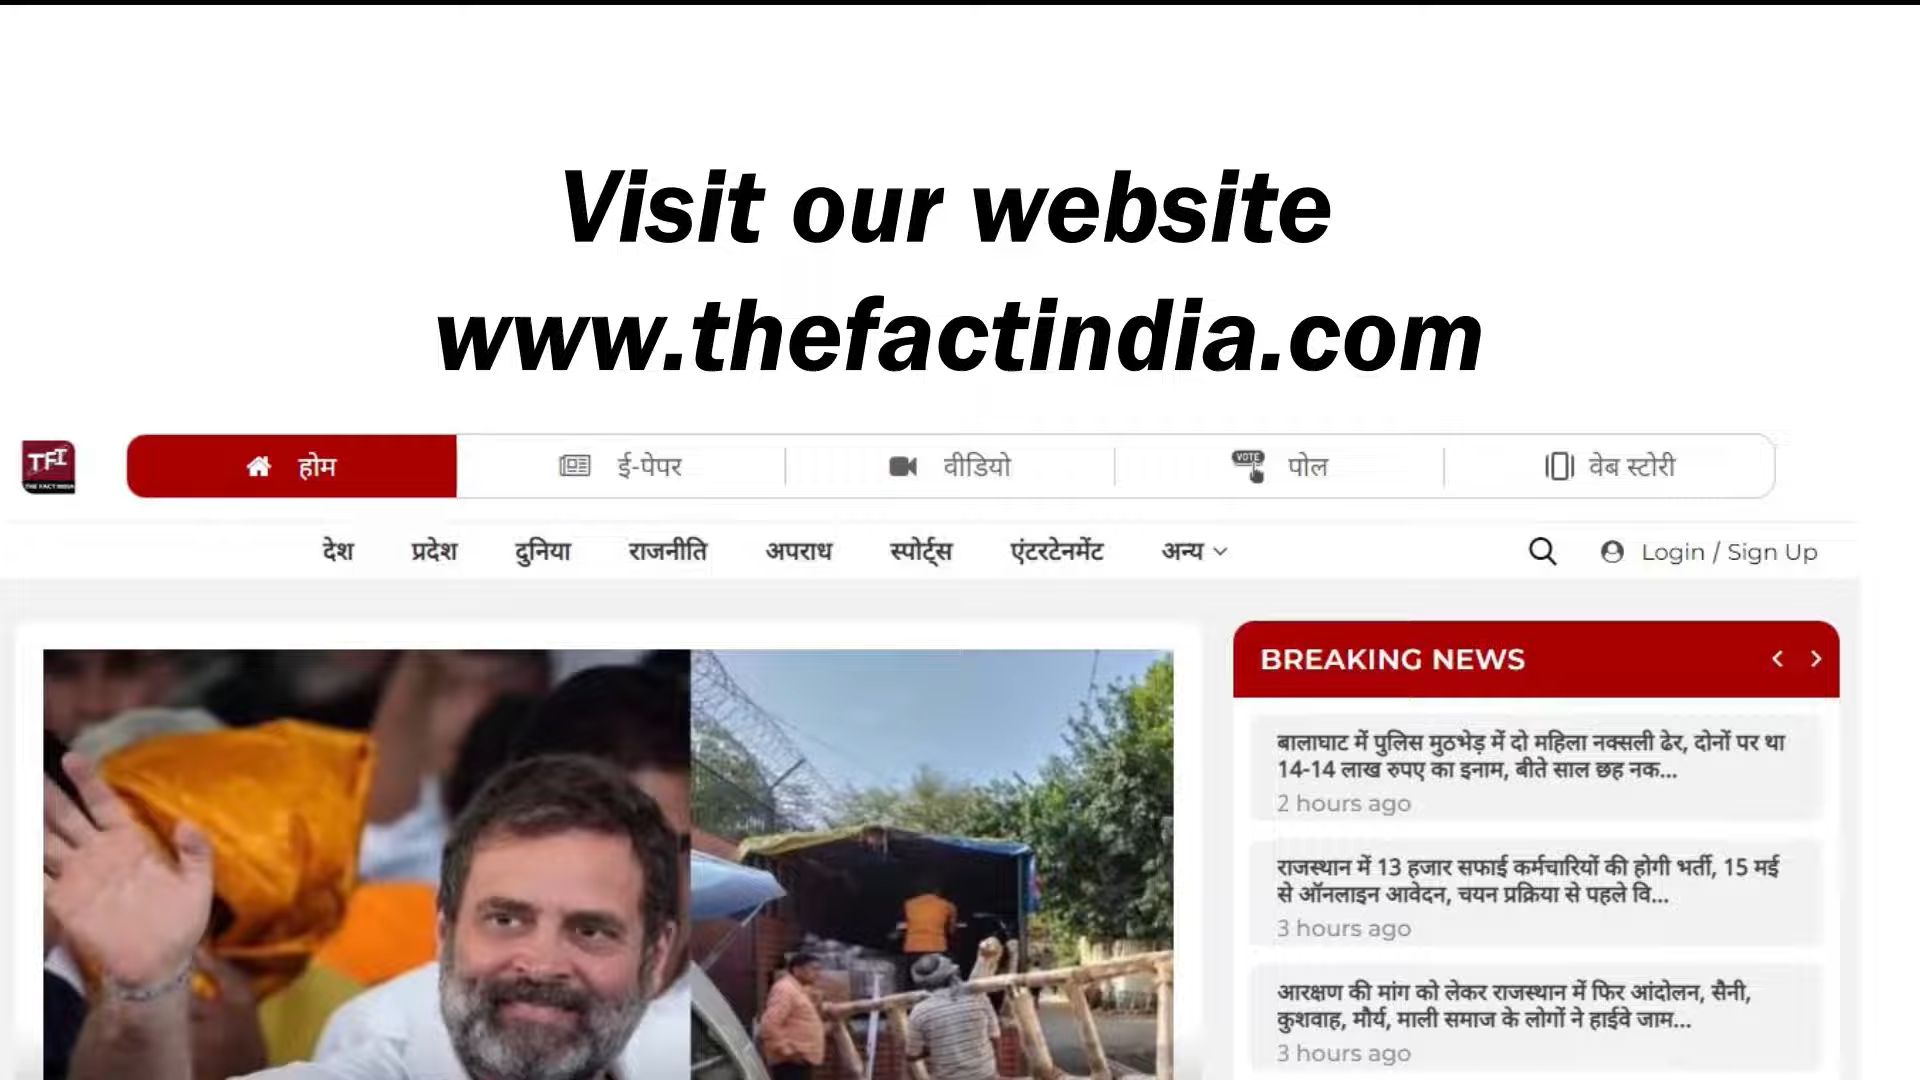 Visit our website
www.thefactindia.com
TFI
THE FACT INDIA
होम
ई-पेपर
वीडियो
VOTE
पोल
वेब स्टोरी
देश
प्रदेश
दुनिया
राजनीति
अपराध
स्पोर्ट्स
एंटरटेनमेंट
अन्य
Login / Sign Up
BREAKING NEWS
बालाघाट में पुलिस मुठभेड़ में दो महिला नक्सली ढेर, दोनों पर था
14-14 लाख रुपए का इनाम, बीते साल छह नक...
2 hours ago
राजस्थान में 13 हजार सफाई कर्मचारियों की होगी भर्ती, 15 मई
से ऑनलाइन आवेदन, चयन प्रक्रिया से पहले वि...
3 hours ago
आरक्षण की मांग को लेकर राजस्थान में फिर आंदोलन, सैनी,
कुशवाह, मौर्य, माली समाज के लोगों ने हाईवे जाम...
3 hours ago